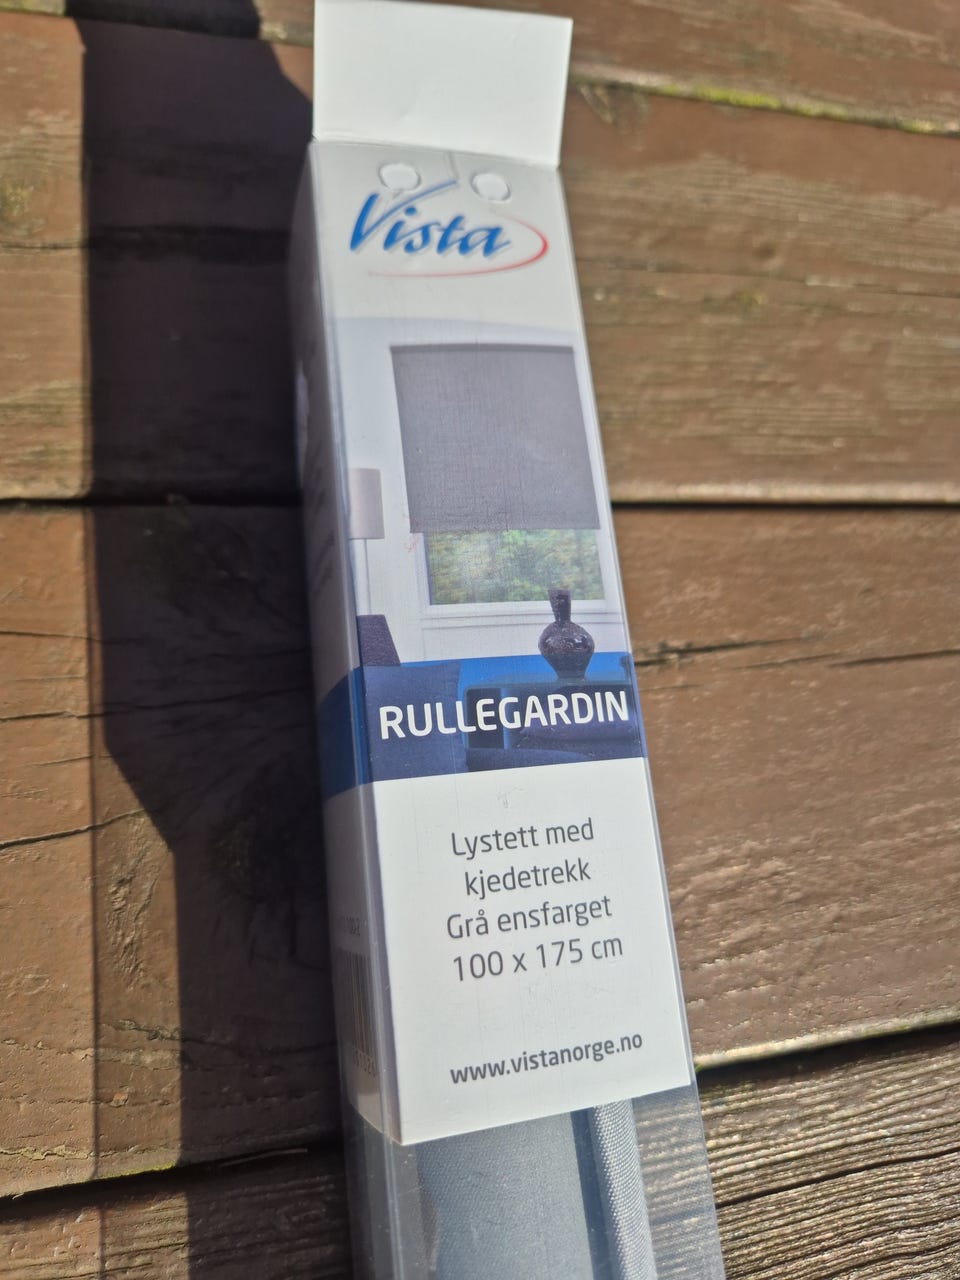 Vista
RULLEGARDIN
Lystett med
kjedetrekk
Grå ensfarget
100 x 175 cm
www.vistanorge.no